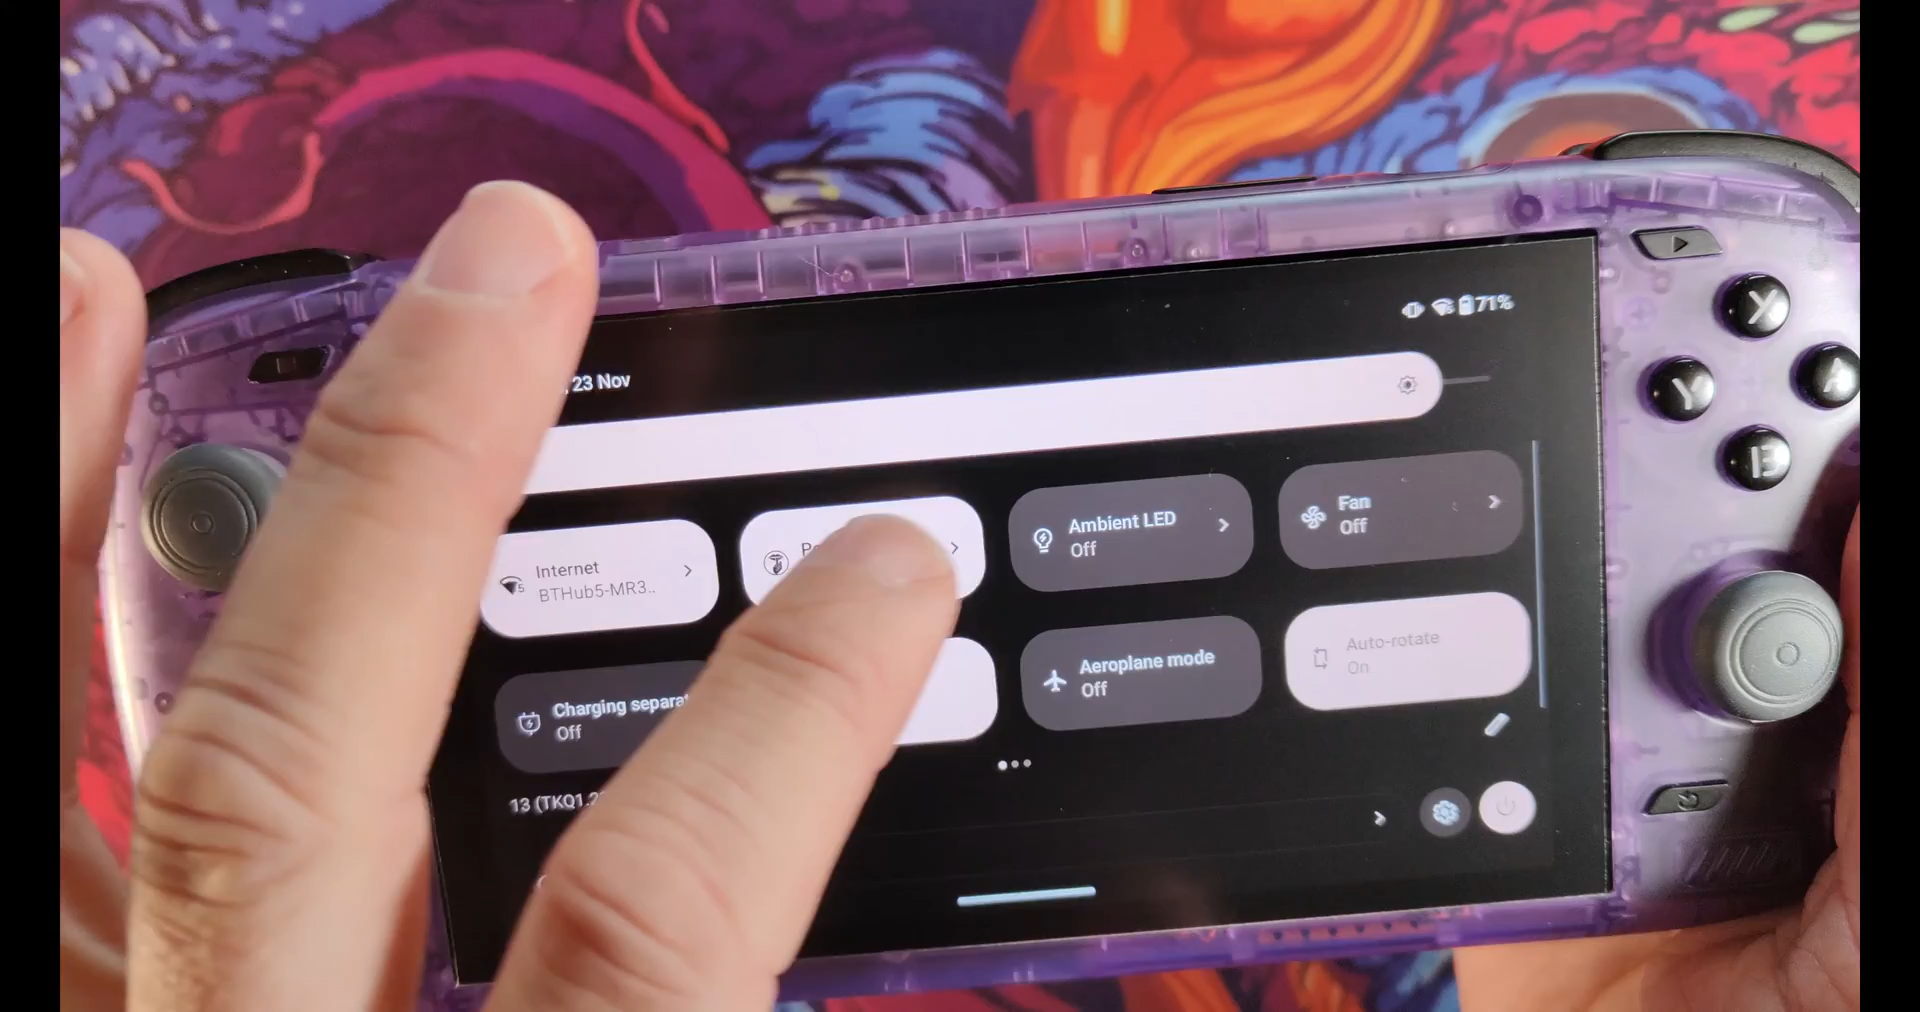 71%
, 23 Nov
Internet
BTHub5-MR3..
Ambient LED
Off
Fan
Off
Charging separat
Off
Aeroplane mode
Off
Auto-rotate
On
13 (TKQ1.2
X
Y
A
B